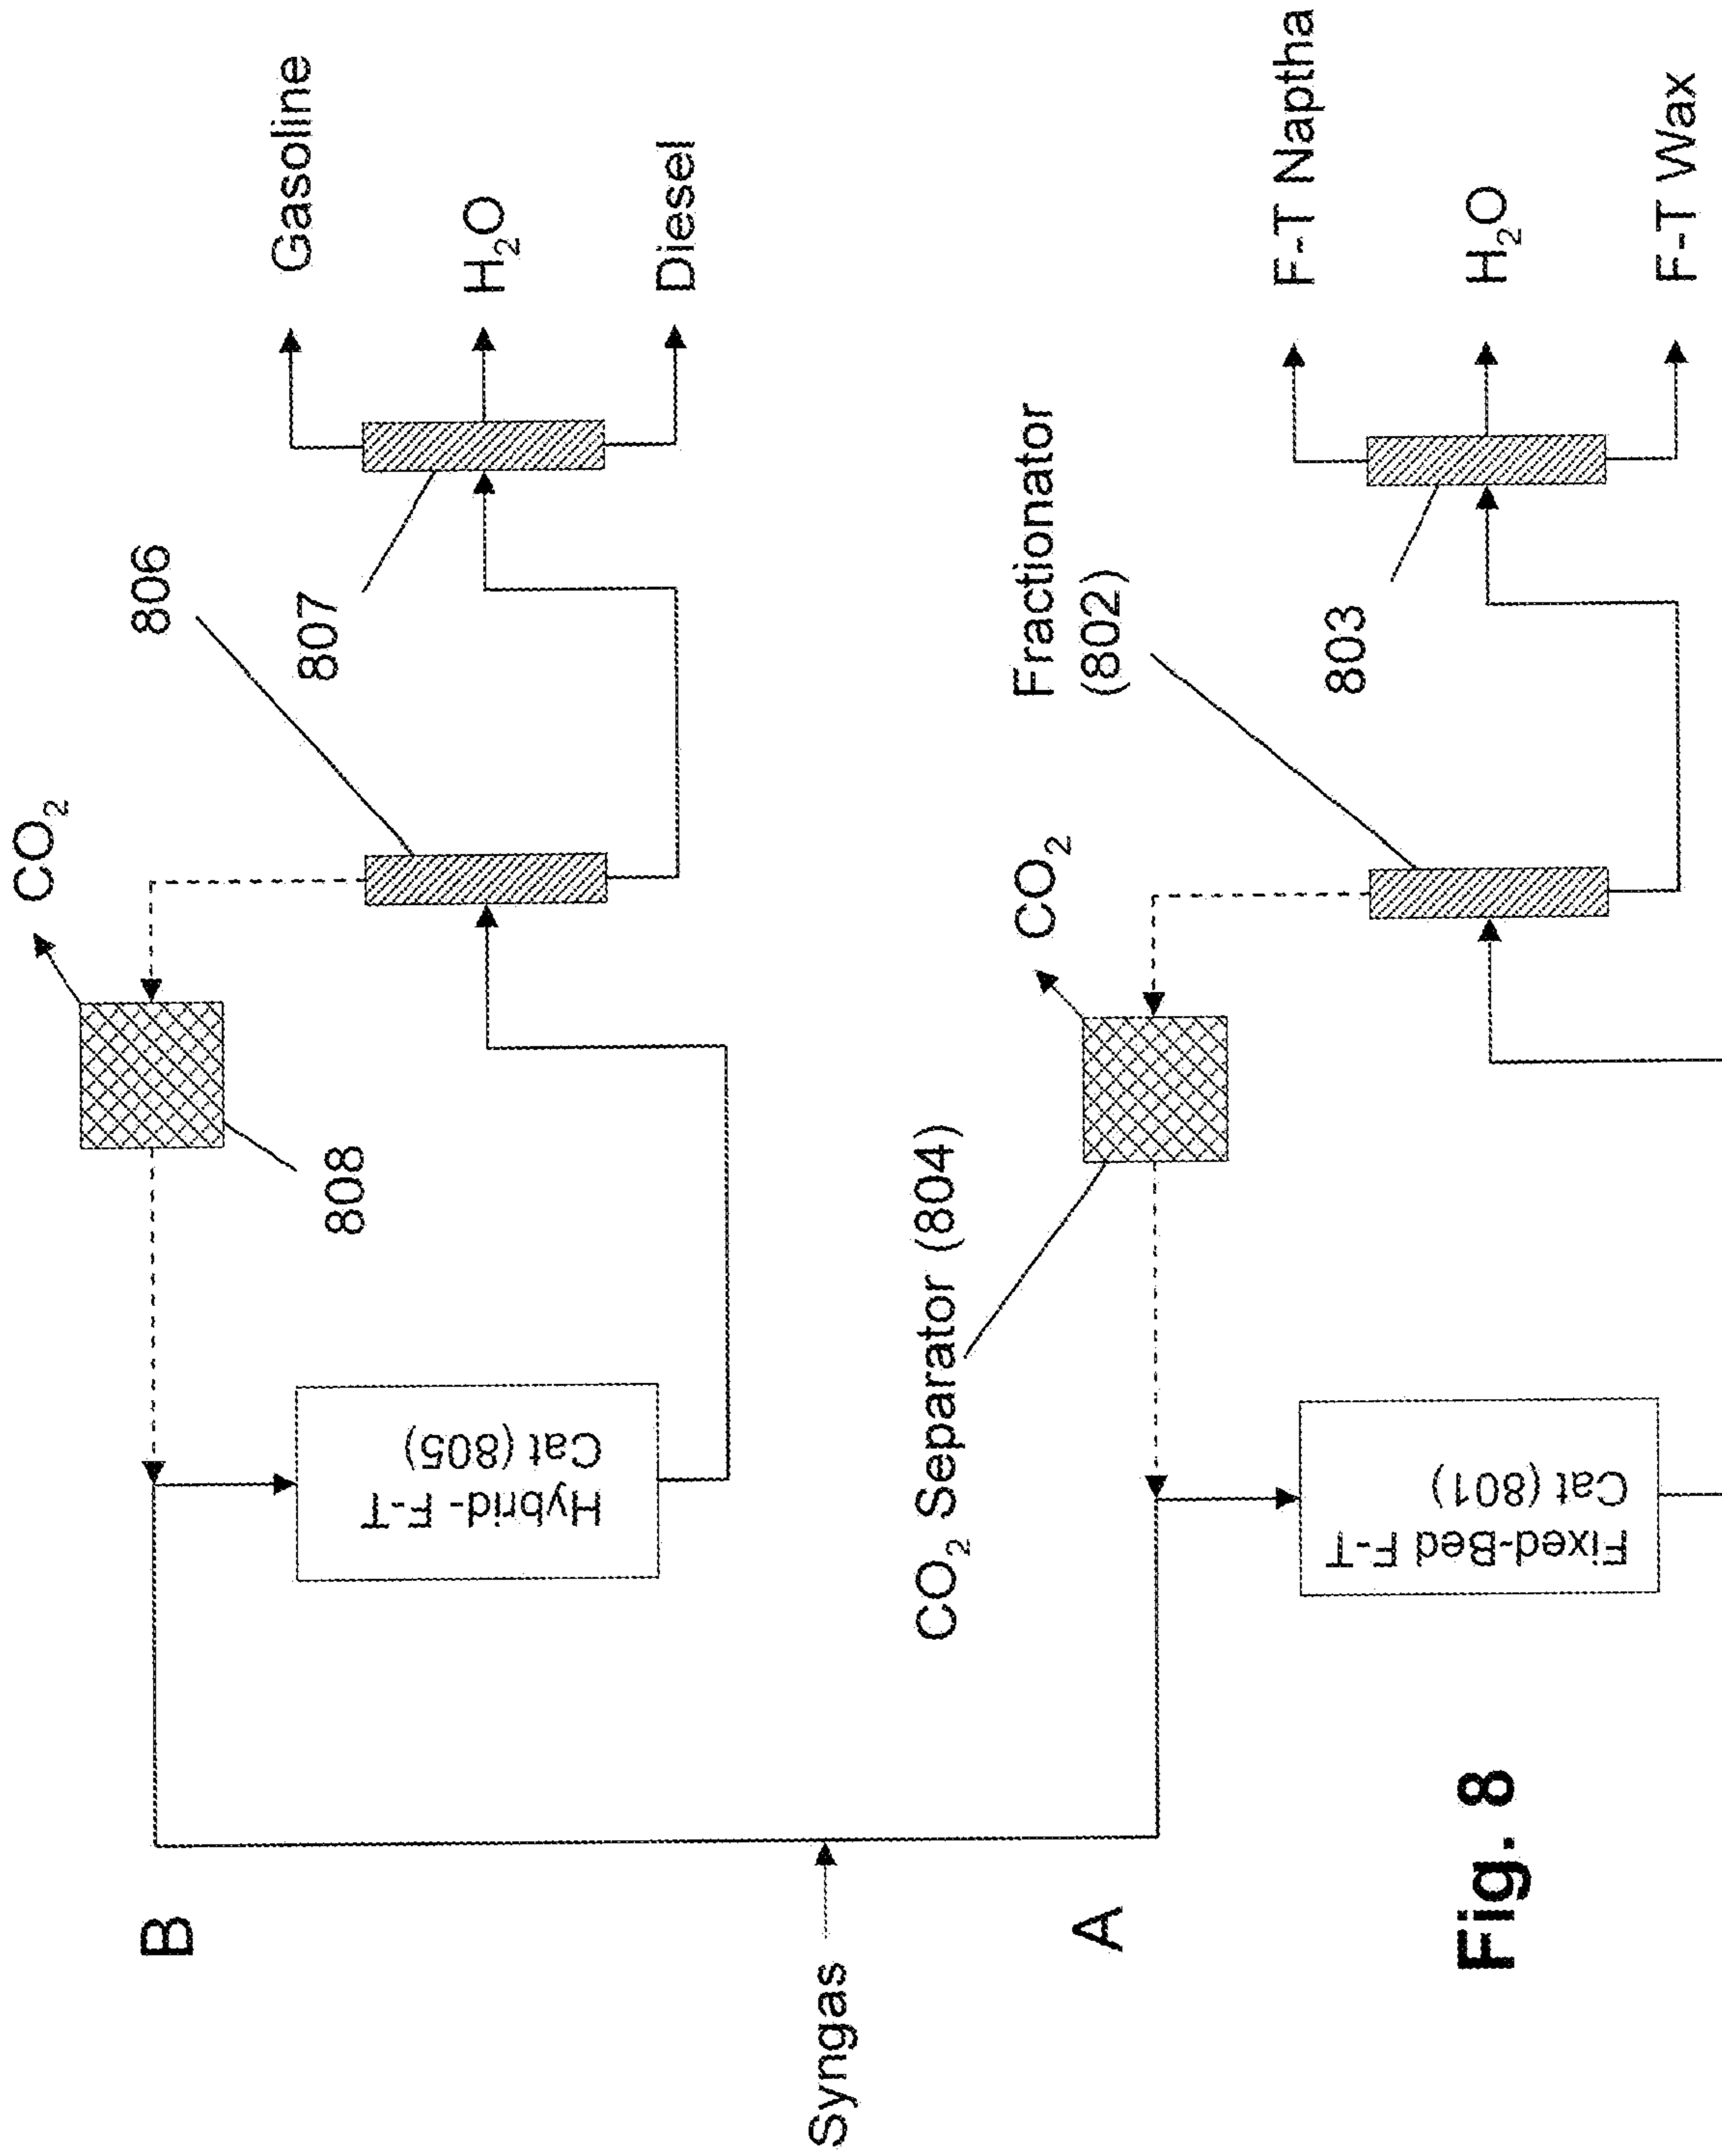 B
CO₂
806
Gasoline
807
808
H₂O
Hybrid-F-T
Cat (805)
Diesel
Syngas
CO₂ Separator (804)
CO₂
Fractionator
(802)
A
F-T Naptha
803
H₂O
Fixed-Bed F-T
Cat (801)
F-T Wax
Fig. 8